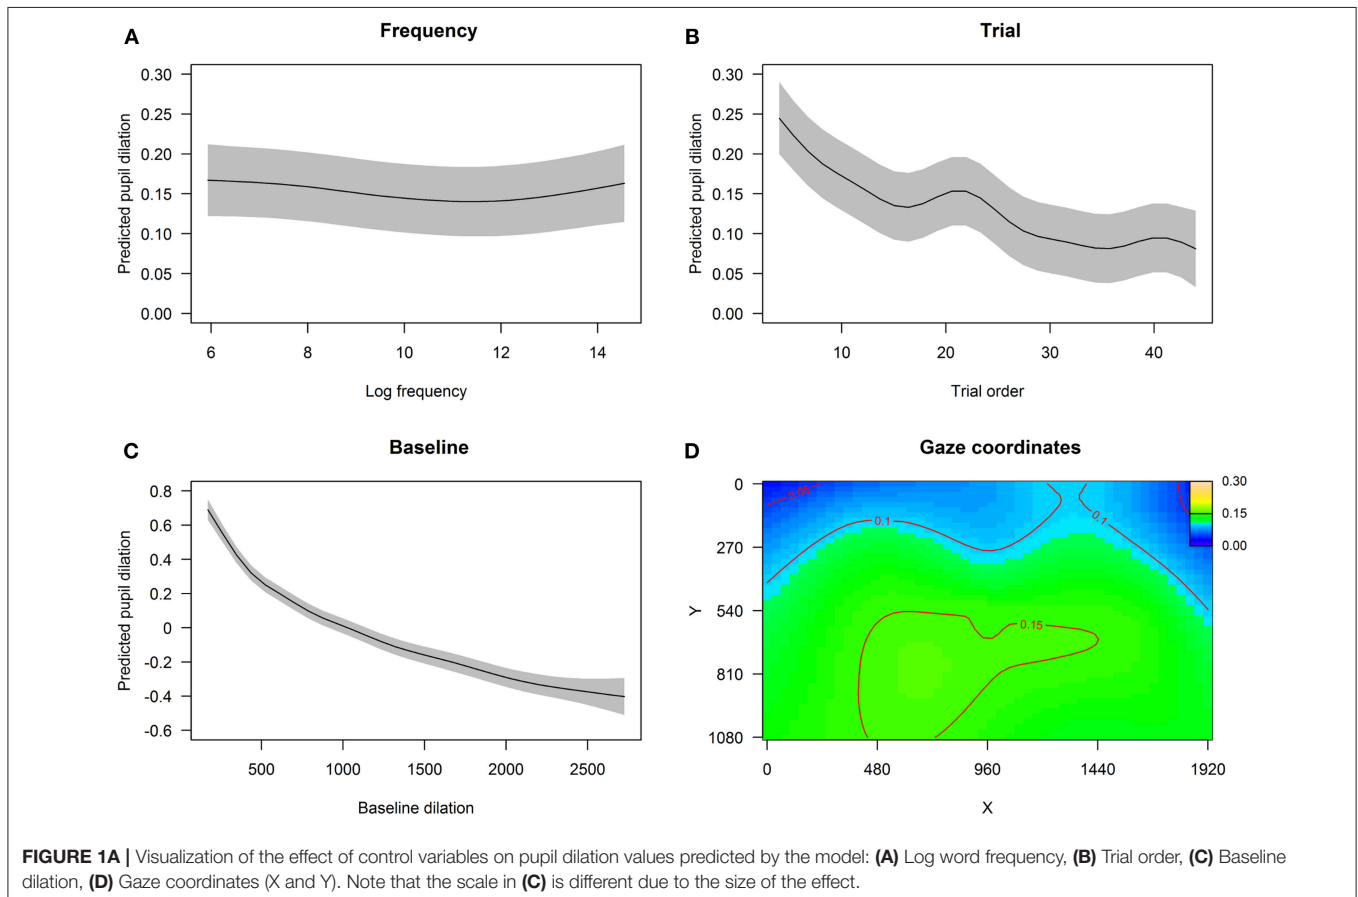 A
Frequency
0.30
0.25
0.20
0.15
0.10
0.05
0.00
Predicted pupil dilation
6 8 10 12 14
Log frequency
B
Trial
0.30
0.25
0.20
0.15
0.10
0.05
0.00
Predicted pupil dilation
10 20 30 40
Trial order
C
Baseline
0.8
0.6
0.4
0.2
0
-0.2
-0.4
-0.6
Predicted pupil dilation
500 1000 1500 2000 2500
Baseline dilation
D
Gaze coordinates
0
270
540
810
1080
Y
0.05
0.1
0.1
0.15
0.30
0.15
0.00
0 480 960 1440 1920
X
FIGURE 1A | Visualization of the effect of control variables on pupil dilation values predicted by the model: (A) Log word frequency, (B) Trial order, (C) Baseline
dilation, (D) Gaze coordinates (X and Y). Note that the scale in (C) is different due to the size of the effect.